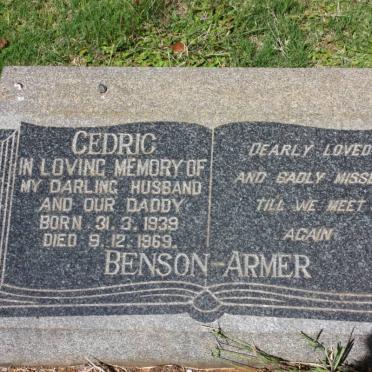 CEDRIC
IN LOVING MEMORY OF
MY DARLING HUSBAND
AND OUR DADDY
BORN 31. 3. 1939
DIED 9. 12. 1969.
DEARLY LOVED
AND SADLY MISSE
TILL WE MEET
AGAIN
BENSON-ARMER